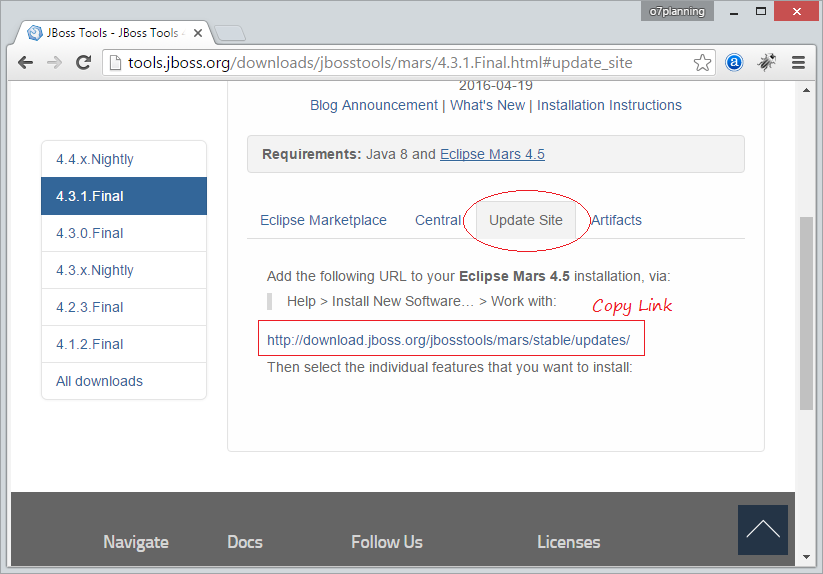 o7planning
JBoss Tools - JBoss Tools 4
tools.jboss.org/downloads/jbosstools/mars/4.3.1.Final.html#update_site
2016-04-19
Blog Announcement | What's New | Installation Instructions
Requirements: Java 8 and Eclipse Mars 4.5
4.4.x.Nightly
4.3.1.Final
4.3.0.Final
4.3.x.Nightly
4.2.3.Final
4.1.2.Final
All downloads
Eclipse Marketplace Central Update Site Artifacts
Add the following URL to your Eclipse Mars 4.5 installation, via:
Help > Install New Software... > Work with:
Copy Link
http://download.jboss.org/jbosstools/mars/stable/updates/
Then select the individual features that you want to install:
Navigate Docs Follow Us Licenses